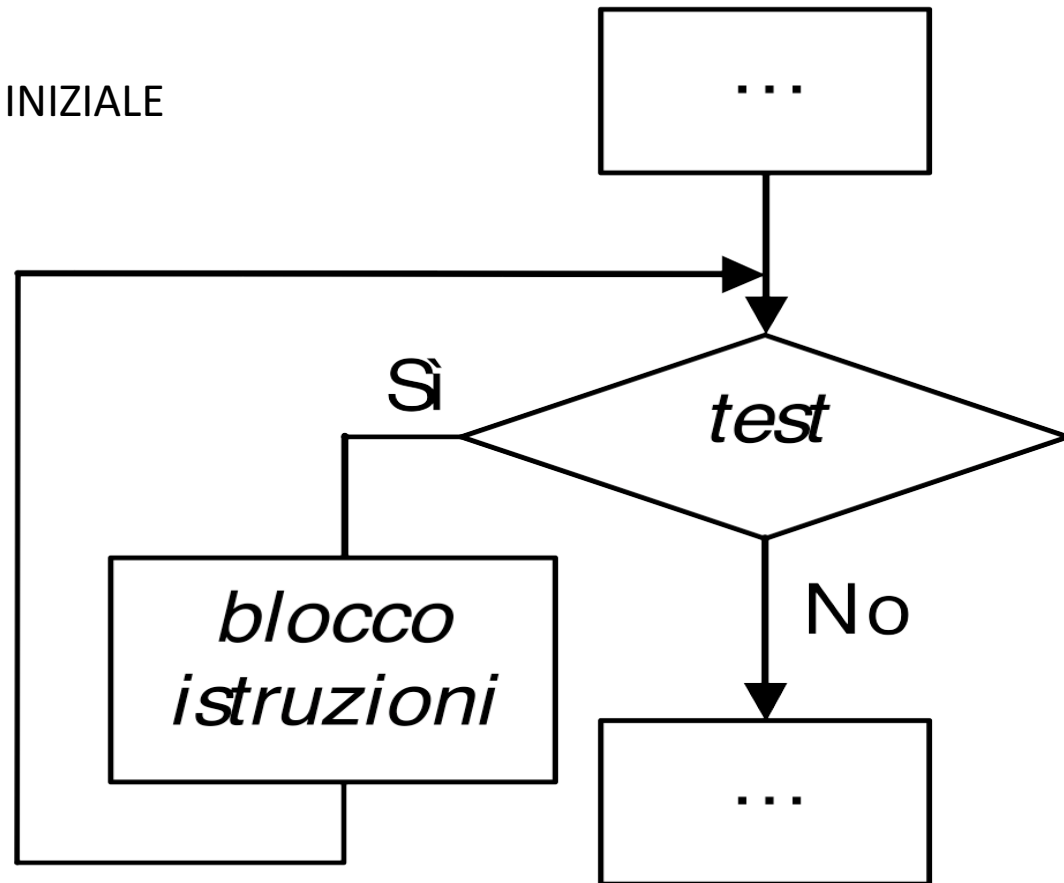 INIZIALE
...
Sì
test
blocco
istruzioni
No
...